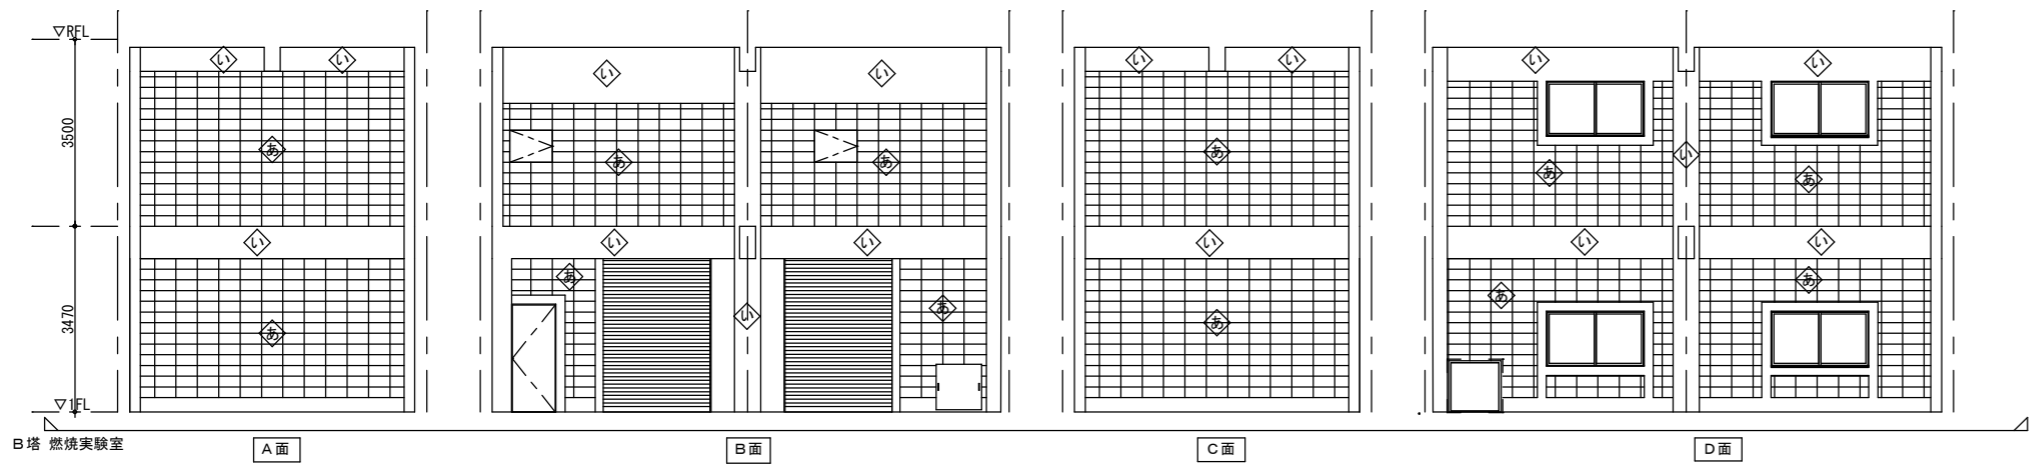 ▽RFL
い い い い い い い い
3500
あ あ あ あ あ あ い
い い い い い い
あ あ あ あ
3470
い あ あ あ
▽1FL
B塔 燃焼実験室
A面 B面 C面 D面